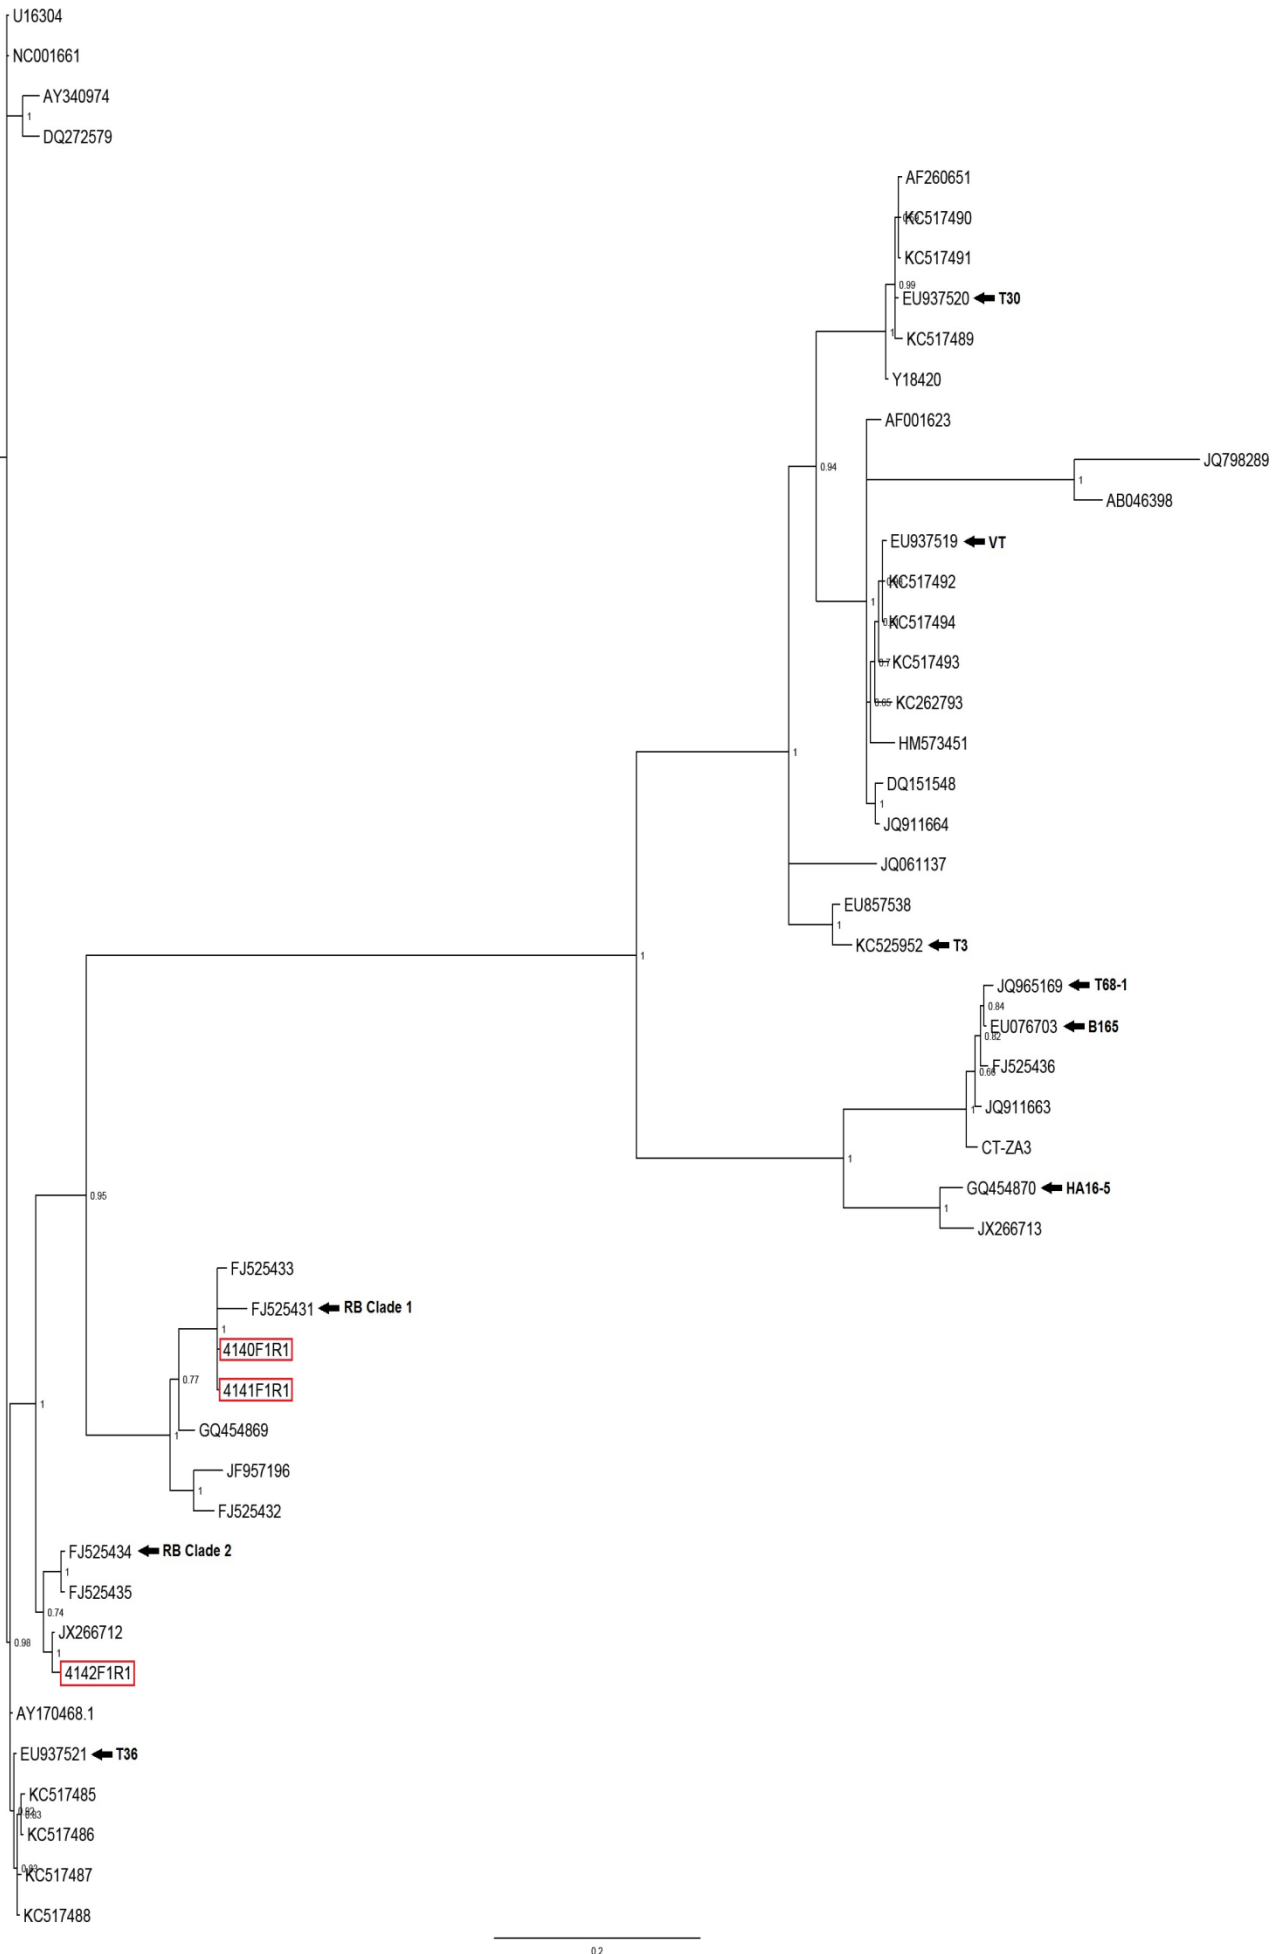 U16304
NC001661
AY340974
1
DQ272579
AF260651
KC517490
KC517491
0.99
EU937520 T30
1
KC517489
Y18420
AF001623
JQ798289
0.94
1
AB046398
EU937519 VT
KC517492
1
KC517494
0.7 KC517493
KC262793
HM573451
1
DQ151548
1
JQ911664
JQ061137
EU857538
1
KC525952 T3
1
JQ965169 T68-1
0.84
EU076703 B165
0.82
FJ525436
JQ911663
1
CT-ZA3
1
GQ454870 HA16-5
0.95
1
JX266713
FJ525433
FJ525431 RB Clade 1
1
4140F1R1
0.77
4141F1R1
1
GQ454869
1
JF957196
1
FJ525432
FJ525434 RB Clade 2
1
FJ525435
0.74
JX266712
0.98
1
4142F1R1
AY170468.1
EU937521 T36
KC517485
KC517486
KC517487
KC517488
0.2